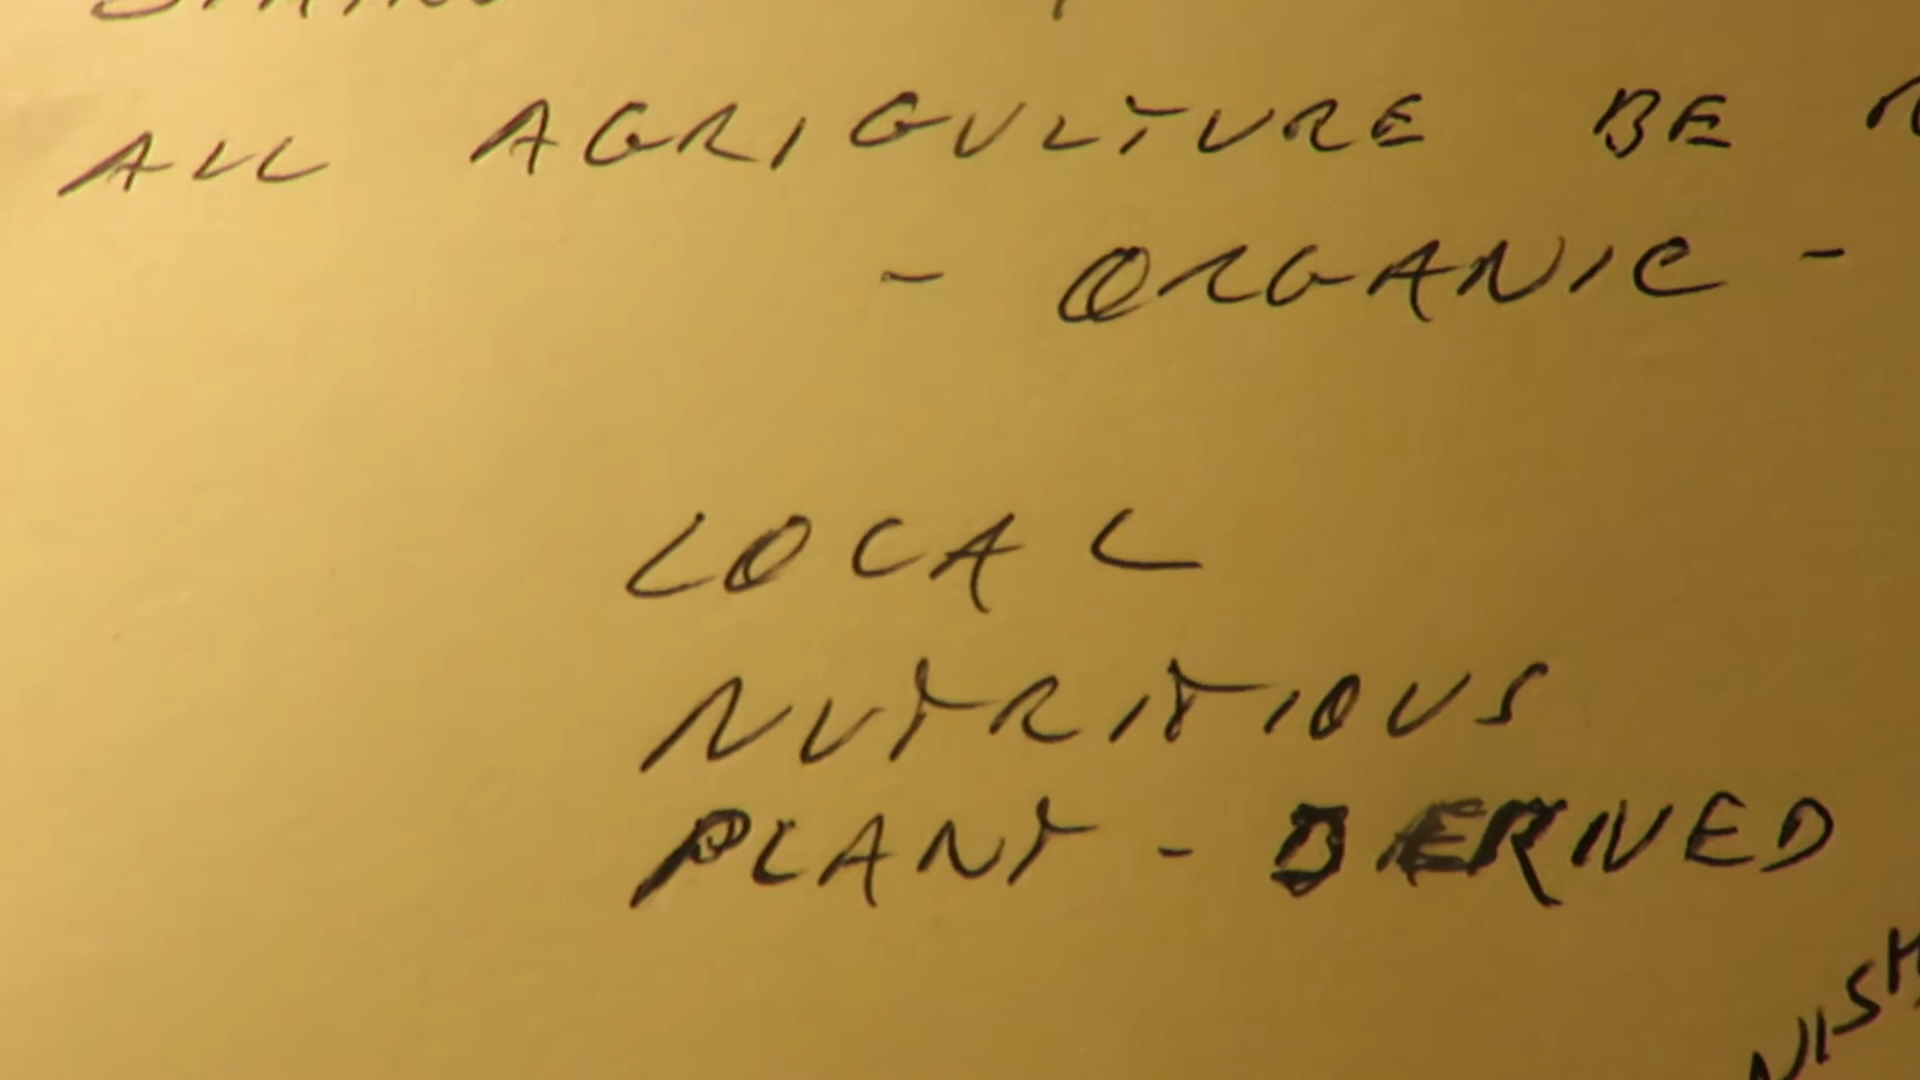 ALL AGRICULTURE BE
- ORGANIC -
LOCAL
NUTRITIOUS
PLANT - DERIVED